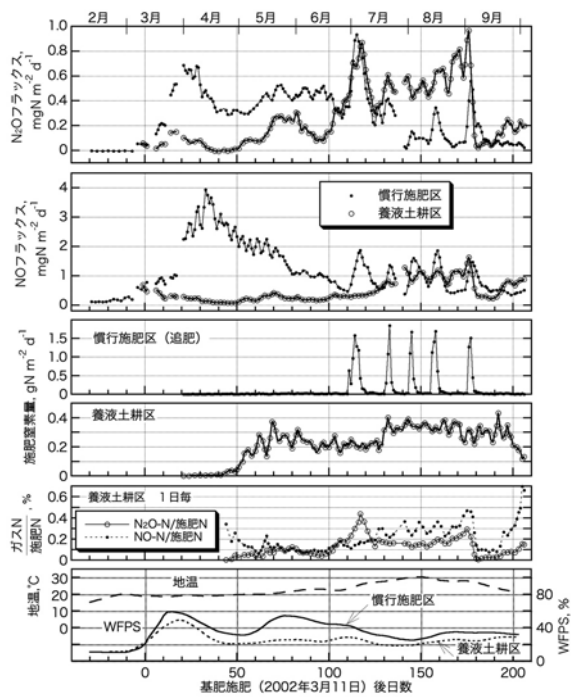 2月 3月 4月 5月 6月 7月 8月 9月
N2Oフラックス, mgN m-2 d-1
1.0
0.8
0.6
0.4
0.2
0
NOフラックス, mgN m-2 d-1
4
3
2
1
0
慣行施肥区
養液土耕区
施肥窒素量, gN m-2 d-1
慣行施肥区（追肥）
1.5
1.0
0.5
0
養液土耕区
0.4
0.2
0
ガスN
施肥N , %
養液土耕区 1日毎
0.6
0.4
0.2
0
N2O-N/施肥N
NO-N/施肥N
地温,℃
30
20
10
0
地温
WFPS
慣行施肥区
養液土耕区
80
40
0
WFPS, %
0 50 100 150 200
基肥施肥（2002年3月11日）後日数